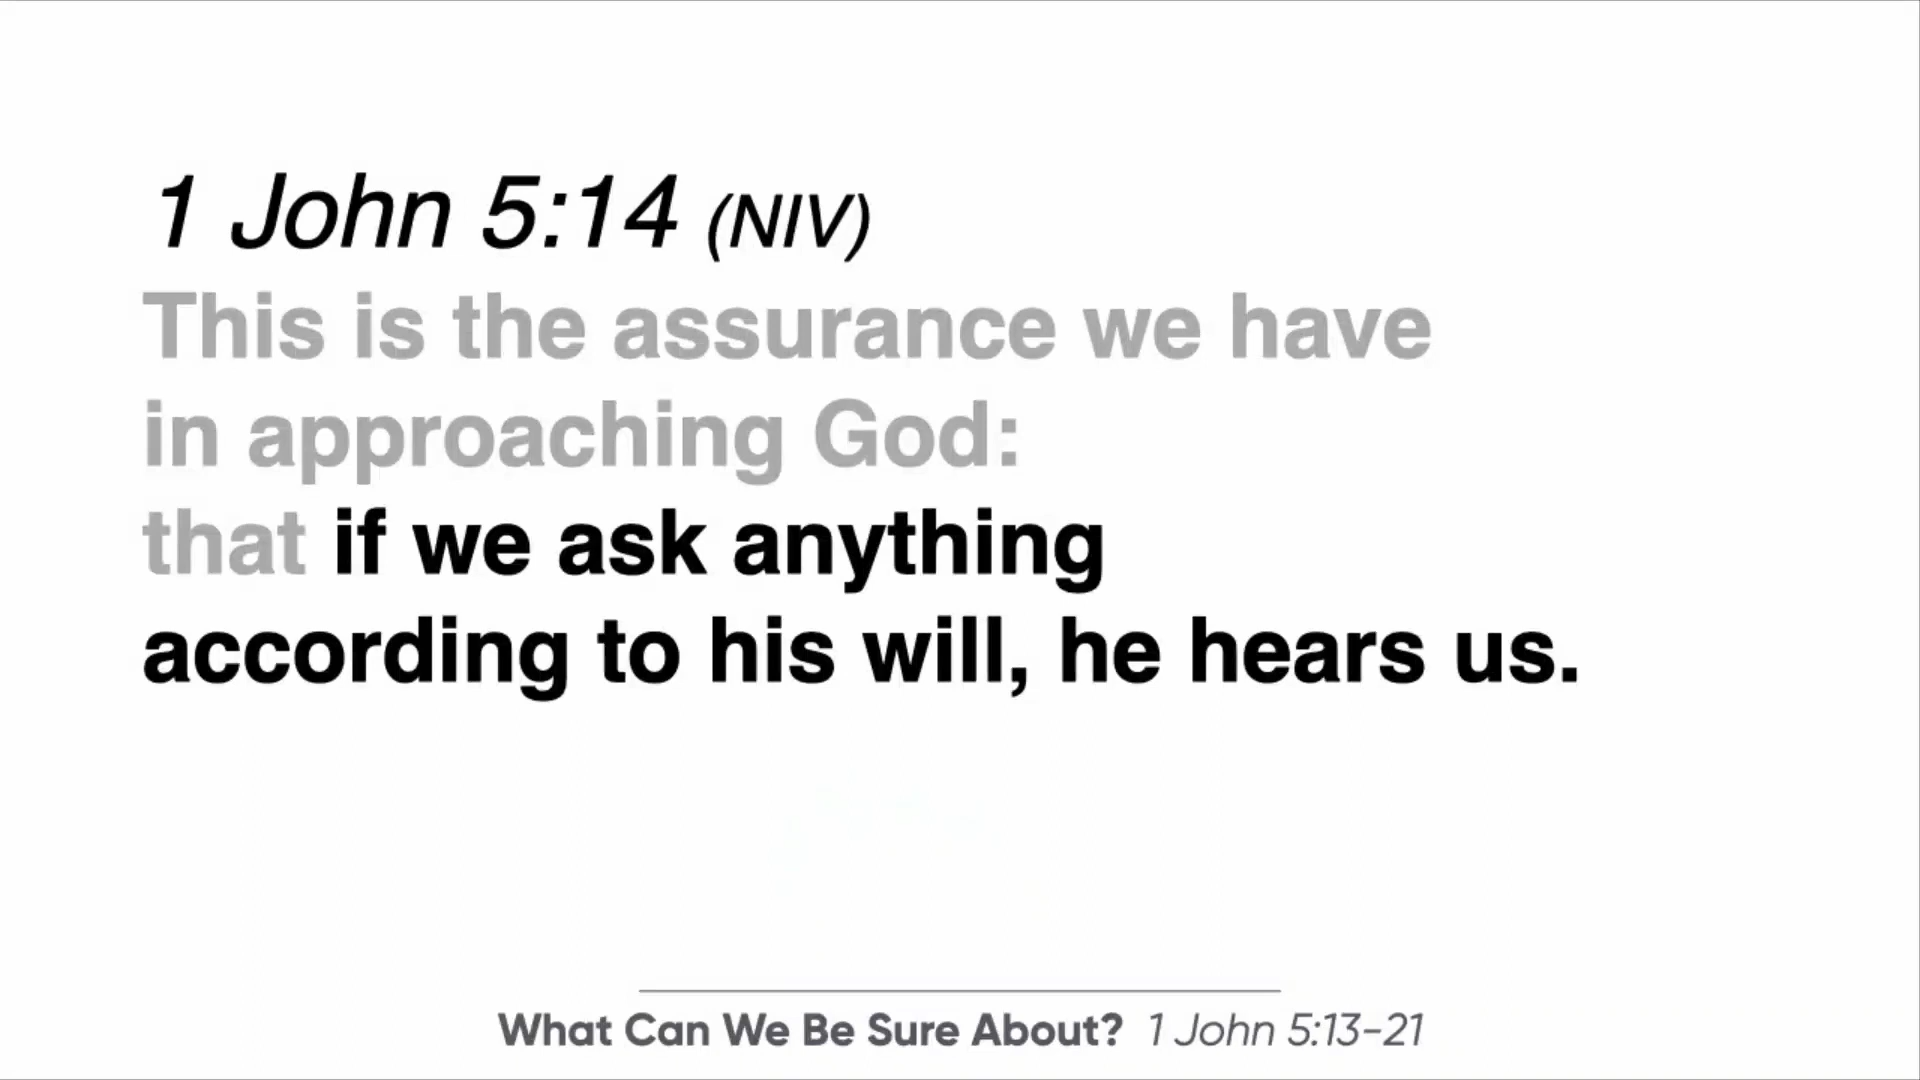 1 John 5:14 (NIV)
This is the assurance we have
in approaching God:
that if we ask anything
according to his will, he hears us.
What Can We Be Sure About? 1 John 5:13–21